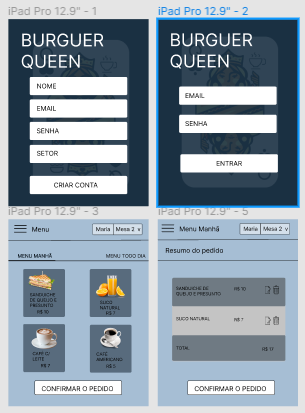 iPad Pro 12.9" - 1
BURGUER
QUEEN
NOME
EMAIL
SENHA
SETOR
CRIAR CONTA
iPad Pro 12.9" - 2
BURGUER
QUEEN
EMAIL
SENHA
ENTRAR
iPad Pro 12.9" - 3
Menu
Maria
Mesa 2 v
MENU MANHÃ
MENU TODO DIA
SANDUICHE
DE QUEIJO E
PRESUNTO
R$ 10
SUCO
NATURAL
R$ 7
CAFÉ C/
LEITE
R$ 7
CAFÉ
AMERICANO
R$ 5
CONFIRMAR O PEDIDO
iPad Pro 12.9" - 5
Menu Manhã
Maria
Mesa 2 v
Resumo do pedido
SANDUICHE DE
QUEIJO E PRESUNTO
R$ 10
SUCO NATURAL
R$ 7
TOTAL
R$ 17
CONFIRMAR O PEDIDO